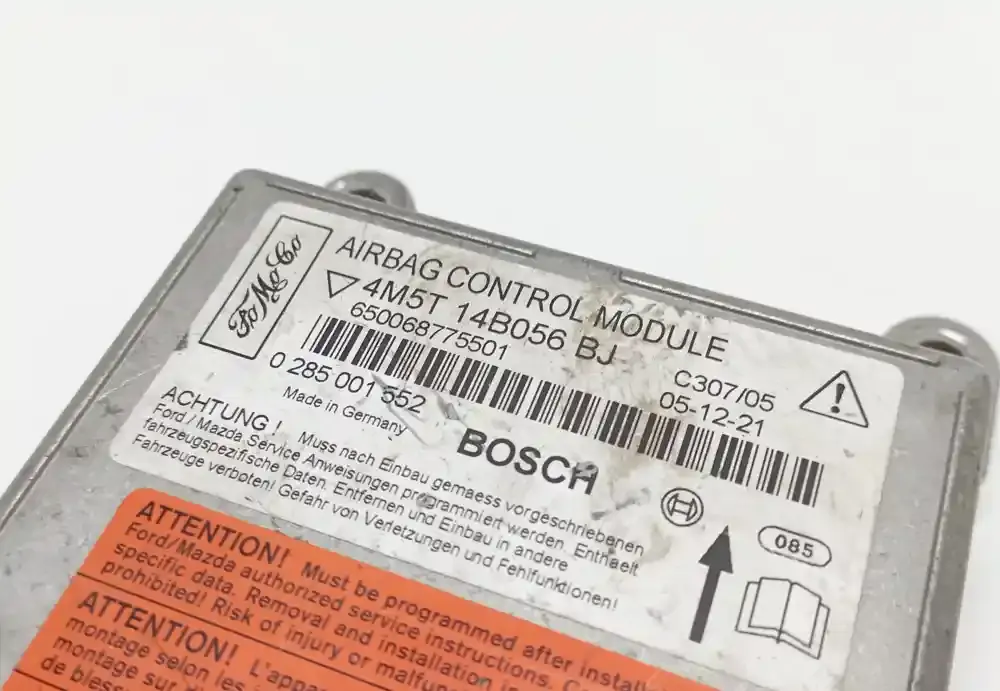 FoMoCo
AIRBAG CONTROL MODULE
4M5T 14B056 BJ
650068775501
C307/05
05-12-21
0 285 001 552
Made in Germany
BOSCH
ACHTUNG ! Muss nach Einbau gemaess vorgeschriebenen
Ford / Mazda Service Anweisungen programmiert werden. Enthaelt
fahrzeugspezifische Daten. Entfernen und Einbau in andere
Fahrzeuge verboten! Gefahr von Verletzungen und Fehlfunktionen!
085
ATTENTION! Must be programmed after
Ford/Mazda authorized service instructions.
specific data. Removal and installation
prohibited! Risk of injury or
ATTENTION!
montage selon les
montage sur
de